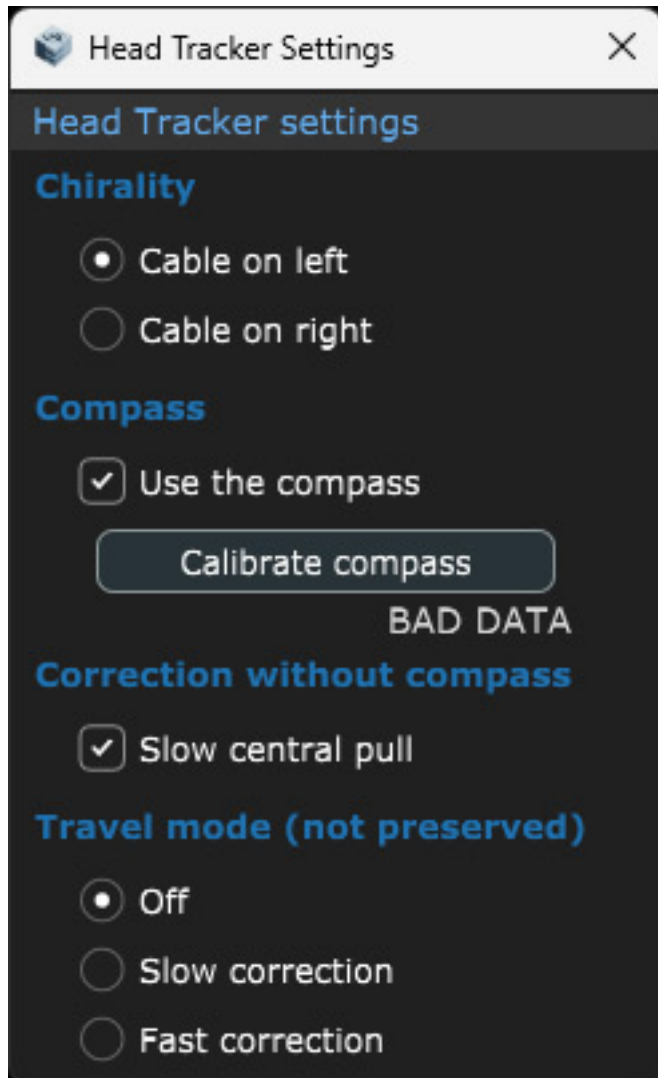 Head Tracker Settings
Head Tracker settings
Chirality
Cable on left
Cable on right
Compass
Use the compass
Calibrate compass
BAD DATA
Correction without compass
Slow central pull
Travel mode (not preserved)
Off
Slow correction
Fast correction